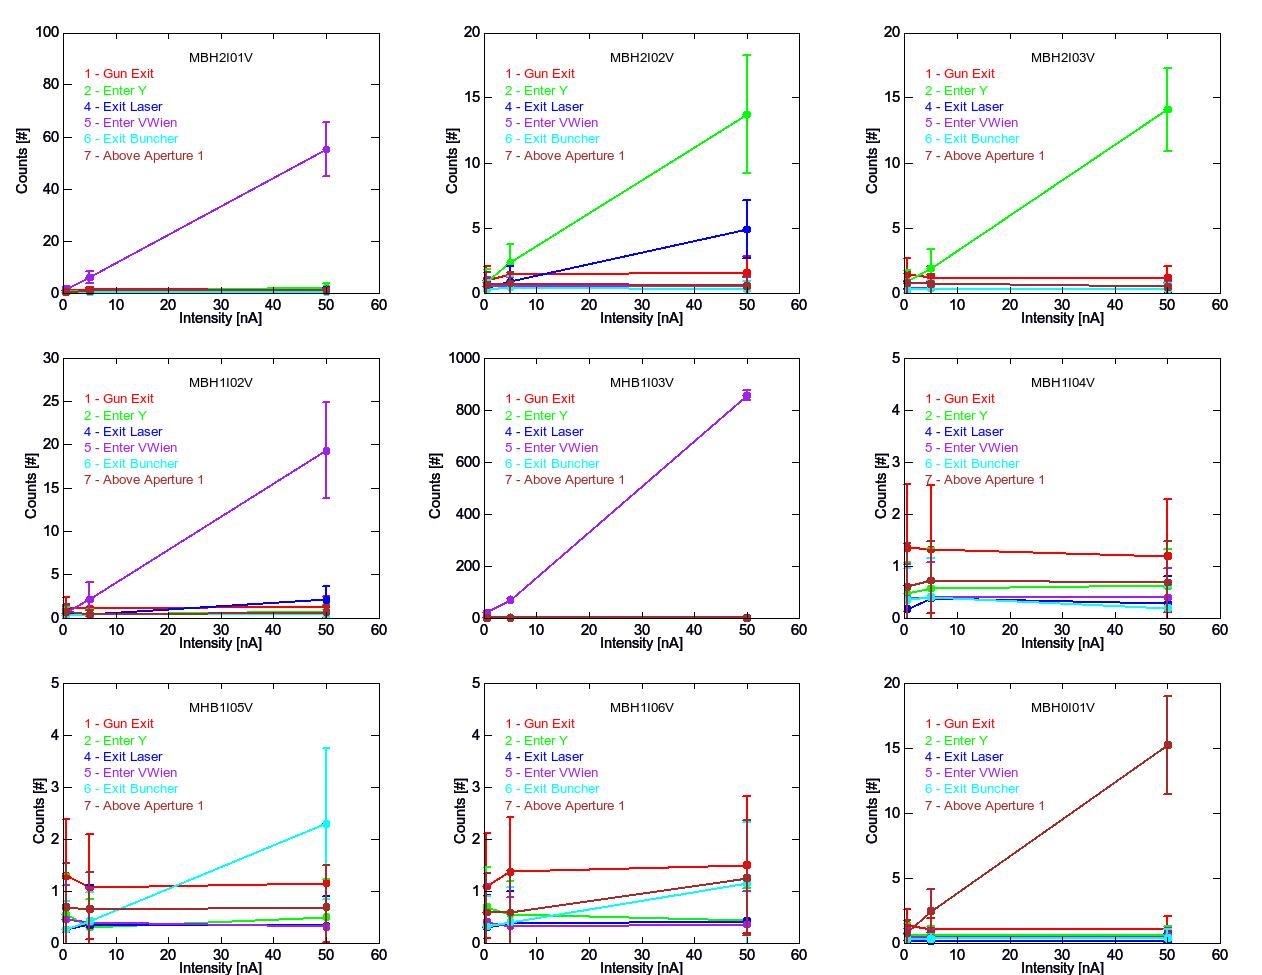 MBH2I01V
1 - Gun Exit
2 - Enter Y
4 - Exit Laser
5 - Enter VWien
6 - Exit Buncher
7 - Above Aperture 1
100
80
60
40
20
0
Counts [#]
0 10 20 30 40 50 60
Intensity [nA]
MBH2I02V
1 - Gun Exit
2 - Enter Y
4 - Exit Laser
5 - Enter VWien
6 - Exit Buncher
7 - Above Aperture 1
20
15
10
5
0
Counts [#]
0 10 20 30 40 50 60
Intensity [nA]
MBH2I03V
1 - Gun Exit
2 - Enter Y
4 - Exit Laser
5 - Enter VWien
6 - Exit Buncher
7 - Above Aperture 1
20
15
10
5
0
Counts [#]
0 10 20 30 40 50 60
Intensity [nA]
MBH1I02V
1 - Gun Exit
2 - Enter Y
4 - Exit Laser
5 - Enter VWien
6 - Exit Buncher
7 - Above Aperture 1
30
25
20
15
10
5
0
Counts [#]
0 10 20 30 40 50 60
Intensity [nA]
MHB1I03V
1 - Gun Exit
2 - Enter Y
4 - Exit Laser
5 - Enter VWien
6 - Exit Buncher
7 - Above Aperture 1
1000
800
600
400
200
0
Counts [#]
0 10 20 30 40 50 60
Intensity [nA]
MBH1I04V
1 - Gun Exit
2 - Enter Y
4 - Exit Laser
5 - Enter VWien
6 - Exit Buncher
7 - Above Aperture 1
5
4
3
2
1
0
Counts [#]
0 10 20 30 40 50 60
Intensity [nA]
MHB1I05V
1 - Gun Exit
2 - Enter Y
4 - Exit Laser
5 - Enter VWien
6 - Exit Buncher
7 - Above Aperture 1
5
4
3
2
1
0
Counts [#]
0 10 20 30 40 50 60
Intensity [nA]
MBH1I06V
1 - Gun Exit
2 - Enter Y
4 - Exit Laser
5 - Enter VWien
6 - Exit Buncher
7 - Above Aperture 1
5
4
3
2
1
0
Counts [#]
0 10 20 30 40 50 60
Intensity [nA]
MBH0I01V
1 - Gun Exit
2 - Enter Y
4 - Exit Laser
5 - Enter VWien
6 - Exit Buncher
7 - Above Aperture 1
20
15
10
5
0
Counts [#]
0 10 20 30 40 50 60
Intensity [nA]